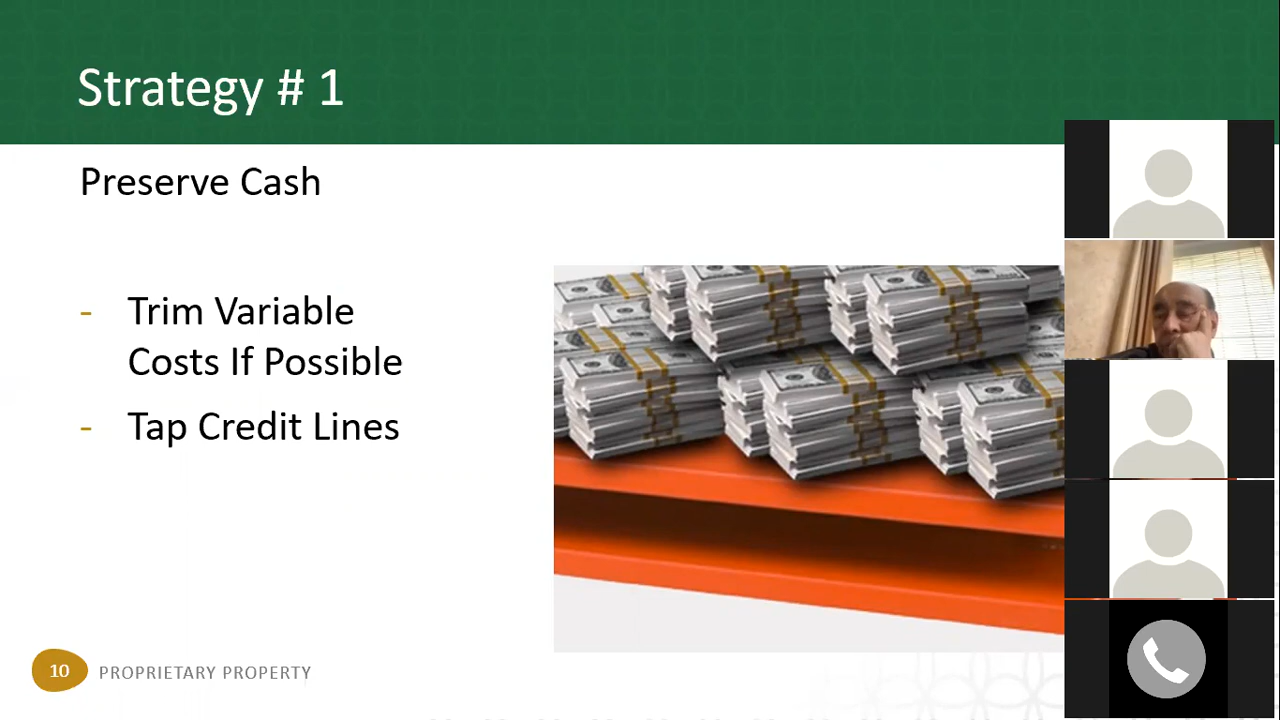 Strategy # 1
Preserve Cash
- Trim Variable
Costs If Possible
- Tap Credit Lines
10 PROPRIETARY PROPERTY